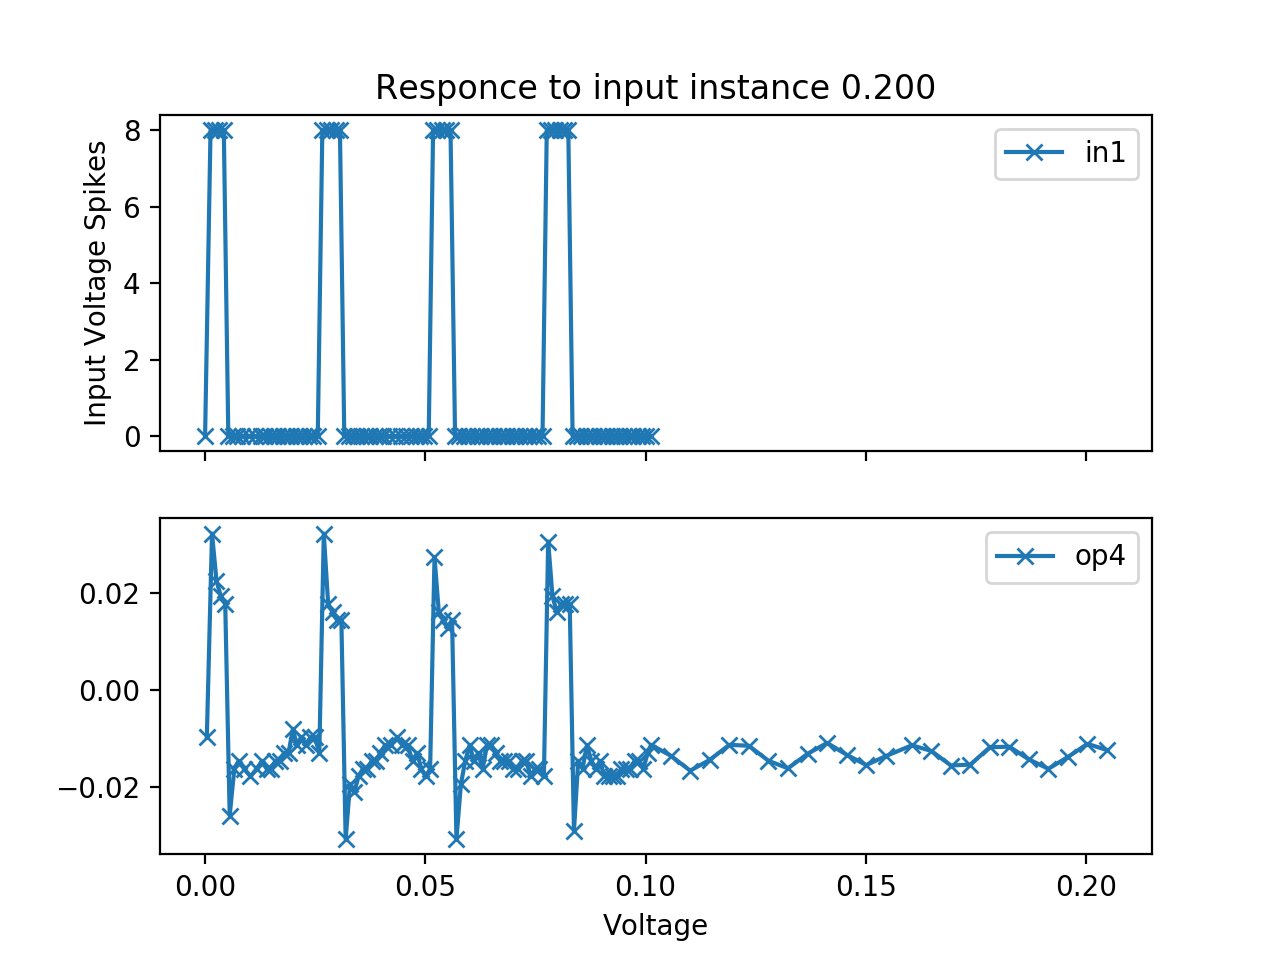 Responce to input instance 0.200
8
6
4
2
0
Input Voltage Spikes
in1
0.02
0.00
−0.02
op4
0.00 0.05 0.10 0.15 0.20
Voltage